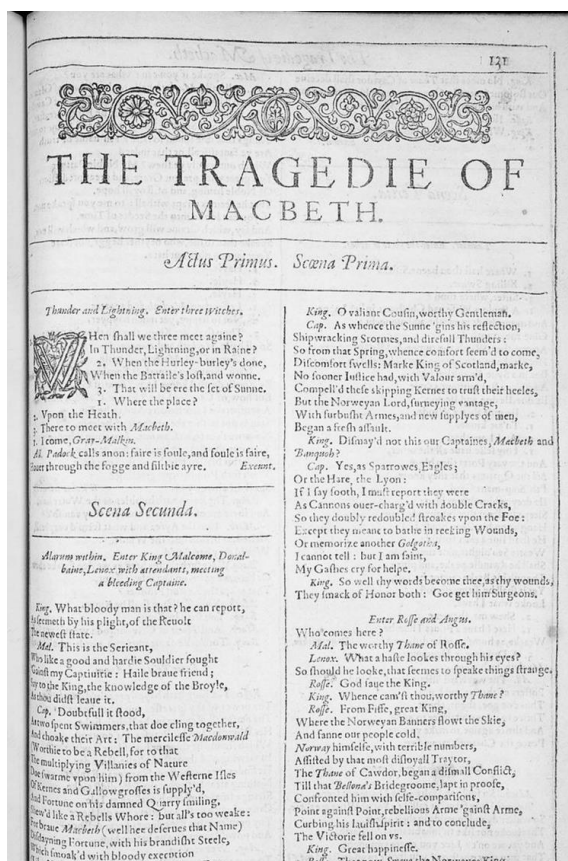 131
THE TRAGEDIE OF
MACBETH.
Actus Primus. Scœna Prima.
Thunder and Lightning. Enter three Witches.
WHen ſhall we three meet againe?
In Thunder, Lightning, or in Raine?
2. When the Hurley-burley's done,
When the Battaile's loſt, and wonne.
3. That will be ere the ſet of Sunne.
1. Where the place?
2. Vpon the Heath.
3. There to meet with Macbeth.
1. I come, Gray-Malkin.
All. Padock calls anon: faire is foule, and foule is faire,
Houer through the fogge and filthie ayre. Exeunt.
Scena Secunda.
Alarum within. Enter King Malcome, Donal-
baine, Lenox, with attendants, meeting
a bleeding Captaine.
King. What bloody man is that? he can report,
As ſeemeth by his plight, of the Reuolt
The neweſt ſtate.
Mal. This is the Serieant,
Who like a good and hardie Souldier fought
'Gainſt my Captiuitie: Haile braue friend;
Say to the King, the knowledge of the Broyle,
As thou didſt leaue it.
Cap. Doubtfull it ſtood,
As two ſpent Swimmers, that doe cling together,
And choake their Art: The mercileſſe Macdonwald
(Worthie to be a Rebell, for to that
The multiplying Villanies of Nature
Doe ſwarme vpon him) from the Weſterne Iſles
Of Kernes and Gallowgroſſes is ſupply'd,
And Fortune on his damned Quarry ſmiling,
Shew'd like a Rebells Whore: but all's too weake:
For braue Macbeth (well hee deſerues that Name)
Diſdayning Fortune, with his brandiſht Steele,
Which ſmoak'd with bloody execution
King. O valiant Couſin, worthy Gentleman.
Cap. As whence the Sunne 'gins his reflection,
Shipwracking Stormes, and direfull Thunders:
So from that Spring, whence comfort ſeem'd to come,
Diſcomfort ſwells: Marke King of Scotland, marke,
No ſooner Iuſtice had, with Valour arm'd,
Compell'd theſe skipping Kernes to truſt their heeles,
But the Norweyan Lord, ſurueying vantage,
With furbuſht Armes, and new ſupplyes of men,
Began a freſh aſſault.
King. Diſmay'd not this our Captaines, Macbeth and
Banquoh?
Cap. Yes, as Sparrowes, Eagles;
Or the Hare, the Lyon:
If I ſay ſooth, I muſt report they were
As Cannons ouer-charg'd with double Cracks,
So they doubly redoubled ſtroakes vpon the Foe:
Except they meant to bathe in reeking Wounds,
Or memorize another Golgotha,
I cannot tell: but I am faint,
My Gaſhes cry for helpe.
King. So well thy words become thee, as thy wounds,
They ſmack of Honor both: Goe get him Surgeons.
Enter Roſſe and Angus.
Who comes here?
Mal. The worthy Thane of Roſſe.
Lenox. What a haſte lookes through his eyes?
So ſhould he looke, that ſeemes to ſpeake things ſtrange.
Roſſe. God ſaue the King.
King. Whence cam'ſt thou, worthy Thane?
Roſſe. From Fiffe, great King,
Where the Norweyan Banners flowt the Skie,
And fanne our people cold.
Norway himſelfe, with terrible numbers,
Aſſiſted by that moſt diſloyall Traytor,
The Thane of Cawdor, began a diſmall Conflict,
Till that Bellona's Bridegroome, lapt in proofe,
Confronted him with ſelfe-compariſons,
Point againſt Point, rebellious Arme 'gainſt Arme,
Curbing his lauiſh ſpirit: and to conclude,
The Victorie fell on vs.
King. Great happineſſe.